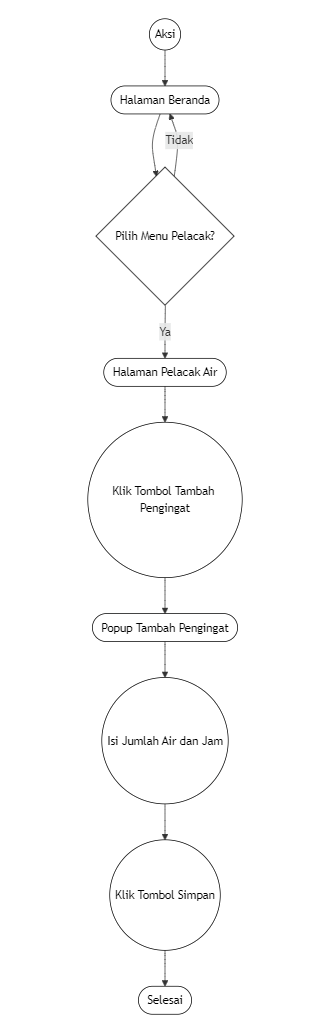 Aksi
Halaman Beranda
Tidak
Pilih Menu Pelacak?
Ya
Halaman Pelacak Air
Klik Tombol Tambah
Pengingat
Popup Tambah Pengingat
Isi Jumlah Air dan Jam
Klik Tombol Simpan
Selesai